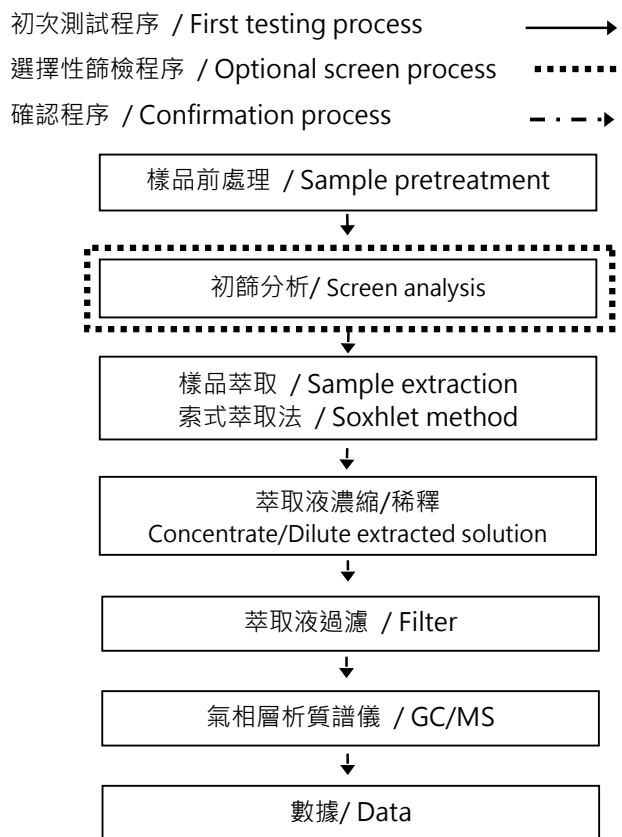 初次測試程序 / First testing process
選擇性篩檢程序 / Optional screen process
確認程序 / Confirmation process
樣品前處理 / Sample pretreatment
初篩分析/ Screen analysis
樣品萃取 / Sample extraction
索式萃取法 / Soxhlet method
萃取液濃縮/稀釋
Concentrate/Dilute extracted solution
萃取液過濾 / Filter
氣相層析質譜儀 / GC/MS
數據/ Data